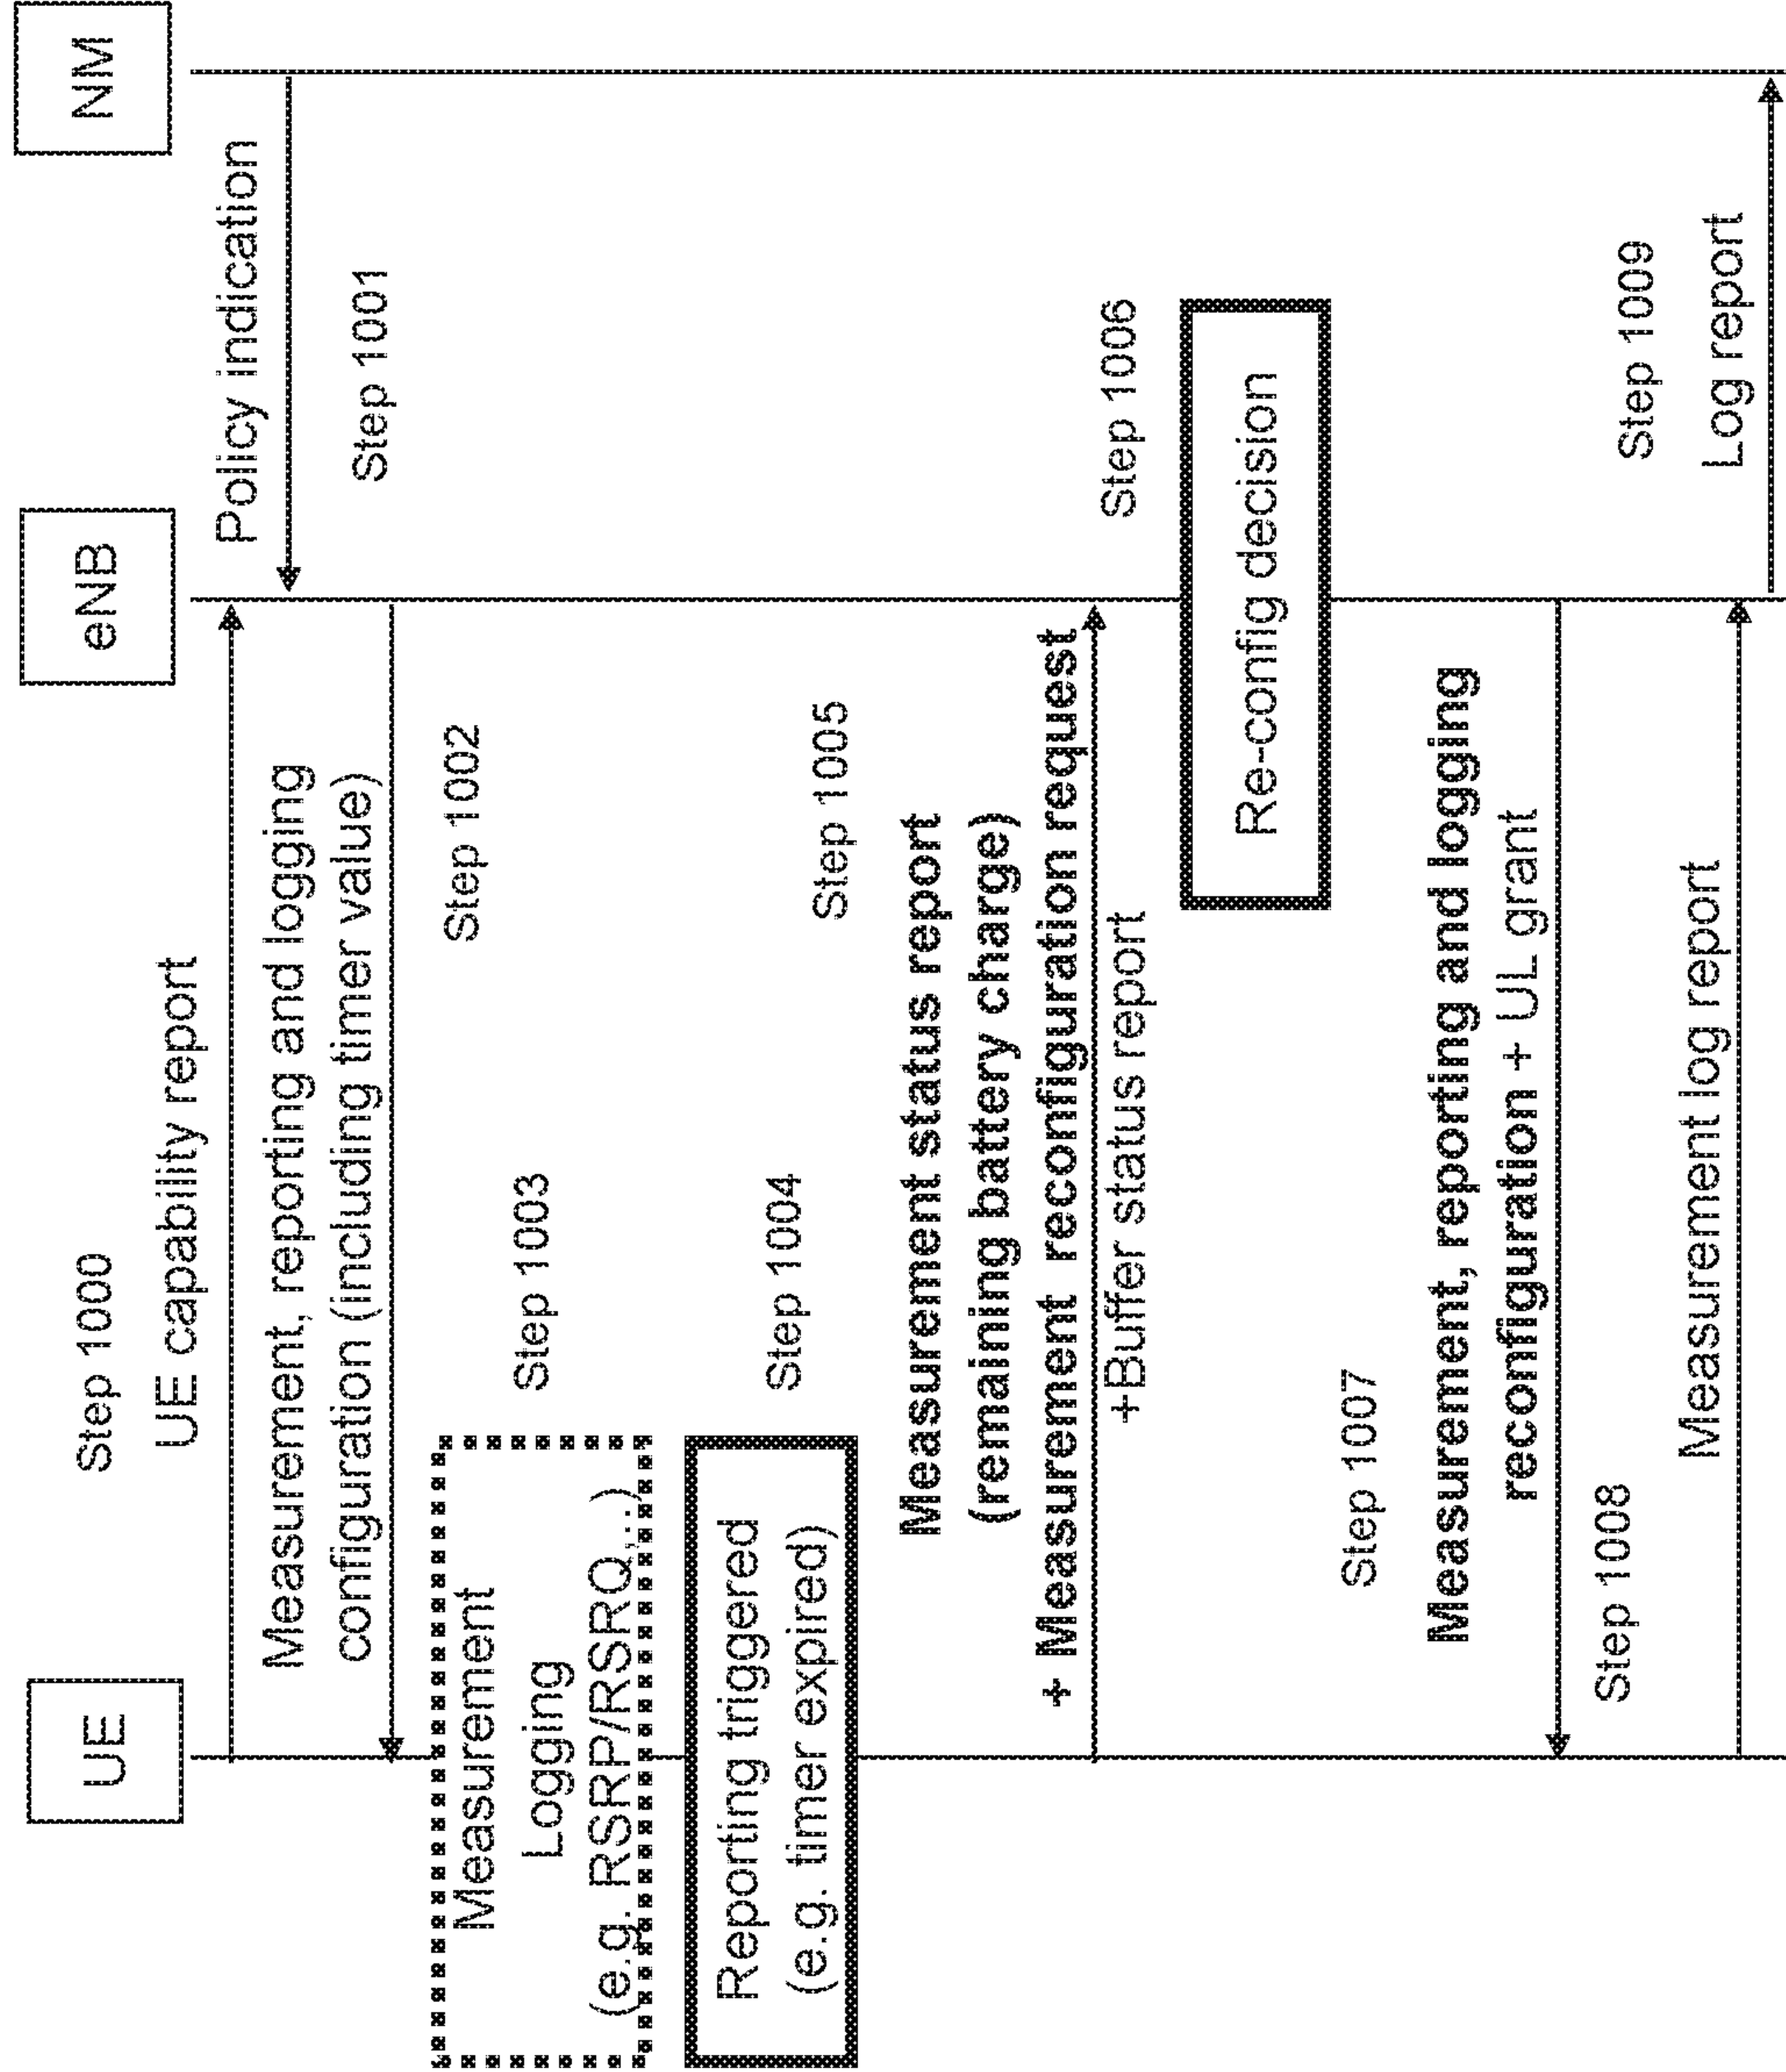 UE
eNB
NM
Step 1000
UE capability report
Policy indication
Step 1001
Measurement, reporting and logging
configuration (including timer value)
Step 1002
Measurement
Logging
(e.g. RSRP/RSRQ...)
Step 1003
Reporting triggered
(e.g. timer expired)
Step 1004
Step 1005
Measurement status report
(remaining battery charge)
+ Measurement reconfiguration request
+Buffer status report
Step 1006
Re-config decision
Step 1007
Measurement, reporting and logging
reconfiguration + UL grant
Step 1008
Measurement log report
Step 1009
Log report